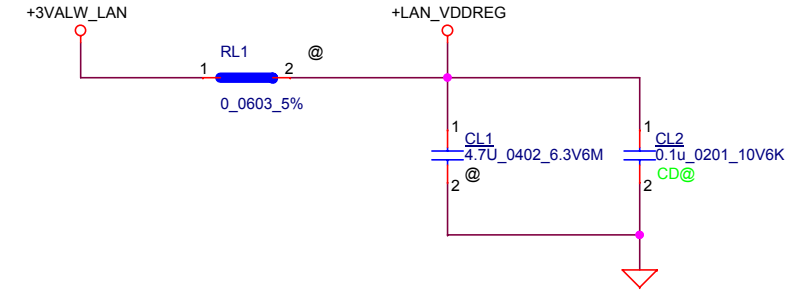 +3VALW_LAN
+LAN_VDDREG
RL1
@
1
2
0_0603_5%
1
CL1
4.7U_0402_6.3V6M
2
@
1
CL2
0.1u_0201_10V6K
2
CD@